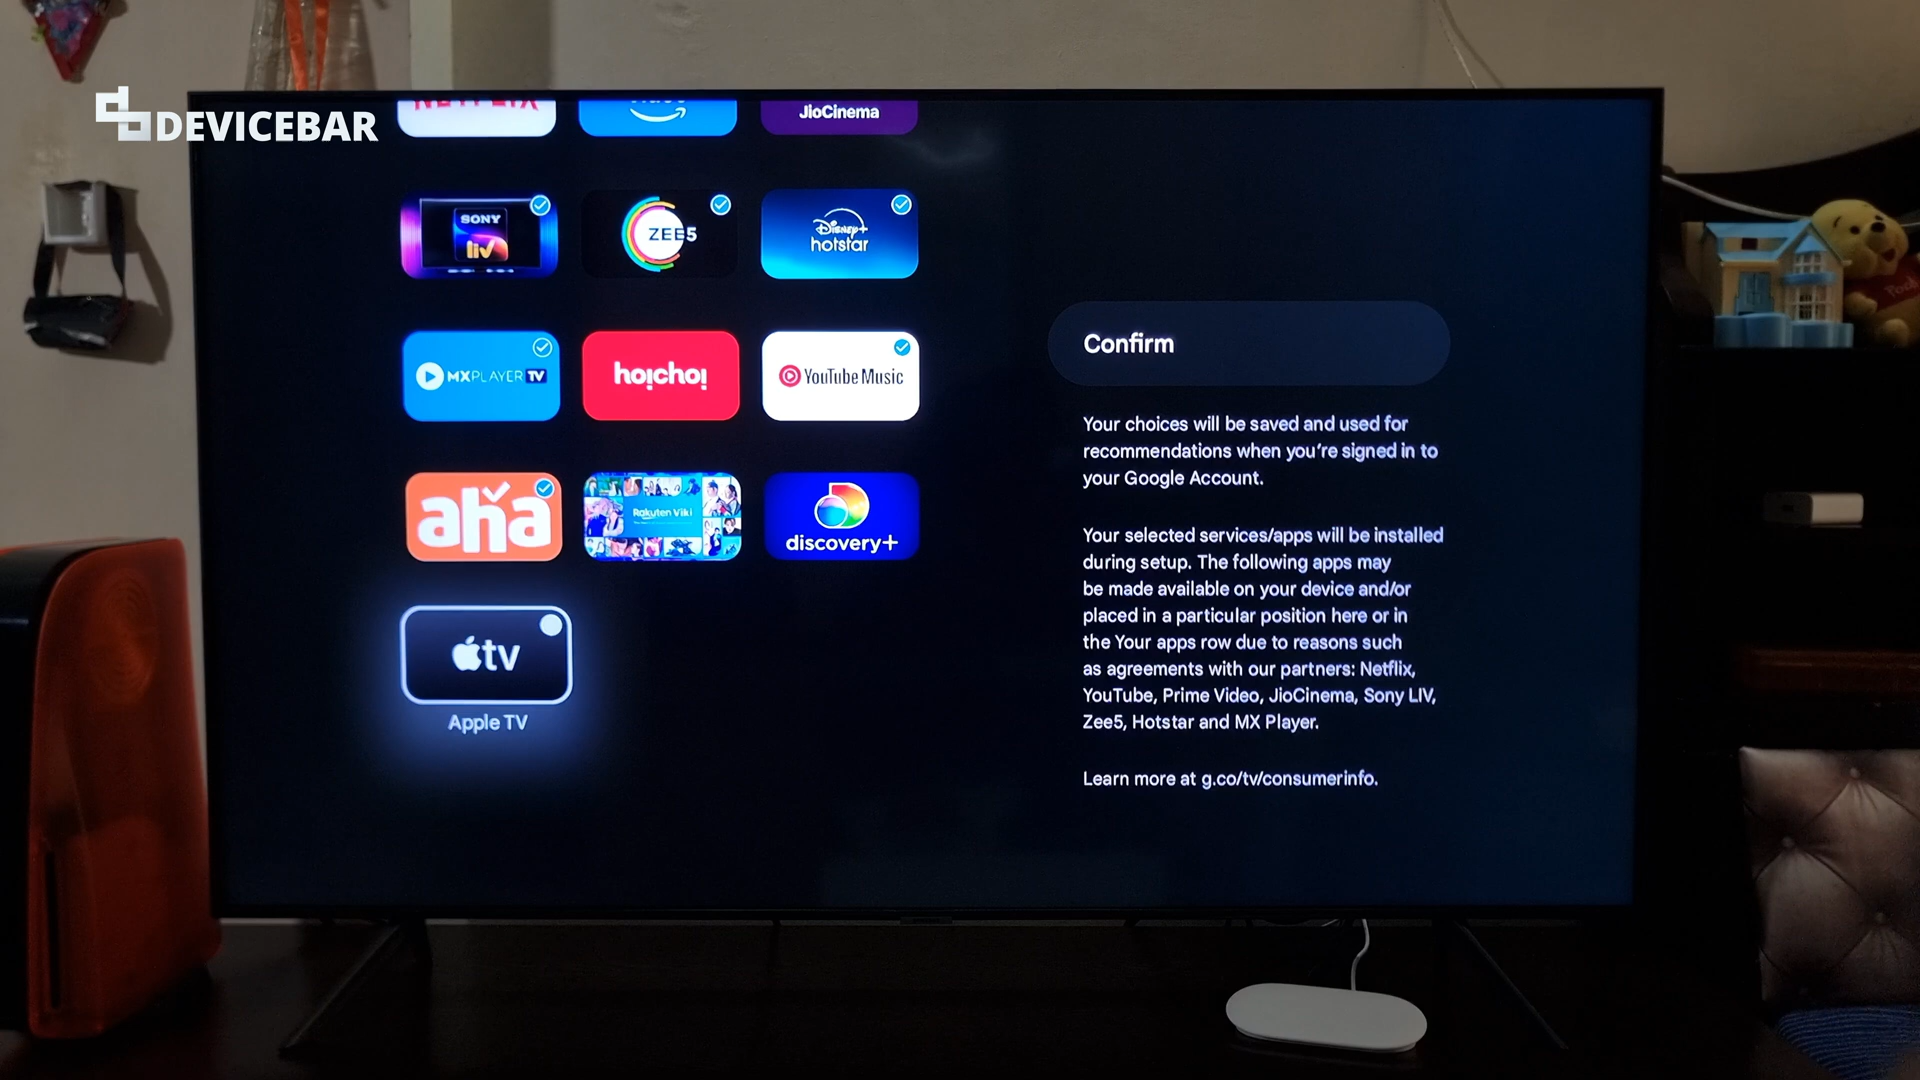 DEVICEBAR
NETFLIX
video
JioCinema
SONY
liv
ZEE5
Disney+
hotstar
MXPLAYER TV
hoichoi
YouTube Music
aha
Rakuten Viki
discovery+
tv
Apple TV
Confirm
Your choices will be saved and used for
recommendations when you're signed in to
your Google Account.
Your selected services/apps will be installed
during setup. The following apps may
be made available on your device and/or
placed in a particular position here or in
the Your apps row due to reasons such
as agreements with our partners: Netflix,
YouTube, Prime Video, JioCinema, Sony LIV,
Zee5, Hotstar and MX Player.
Learn more at g.co/tv/consumerinfo.
Pooh